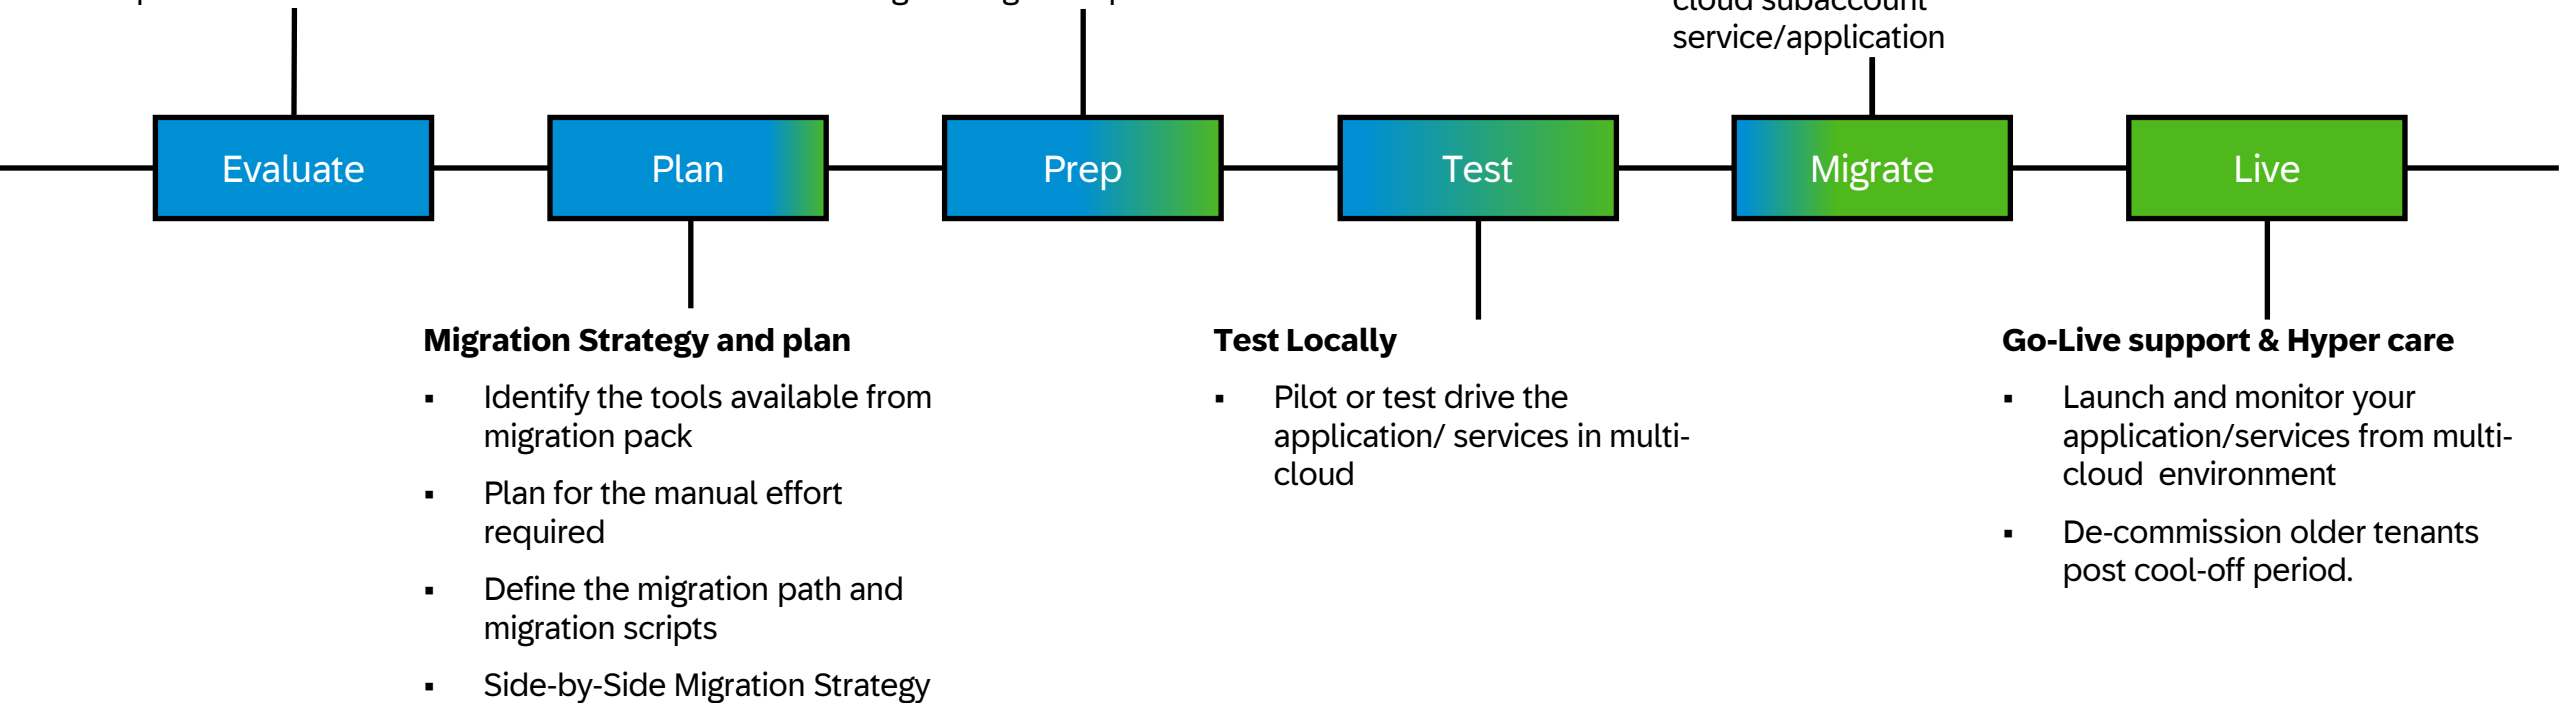 cloud subaccount
service/application
Evaluate
Plan
Prep
Test
Migrate
Live
Migration Strategy and plan
▪ Identify the tools available from
migration pack
▪ Plan for the manual effort
required
▪ Define the migration path and
migration scripts
▪ Side-by-Side Migration Strategy
Test Locally
▪ Pilot or test drive the
application/ services in multi-
cloud
Go-Live support & Hyper care
▪ Launch and monitor your
application/services from multi-
cloud  environment
▪ De-commission older tenants
post cool-off period.